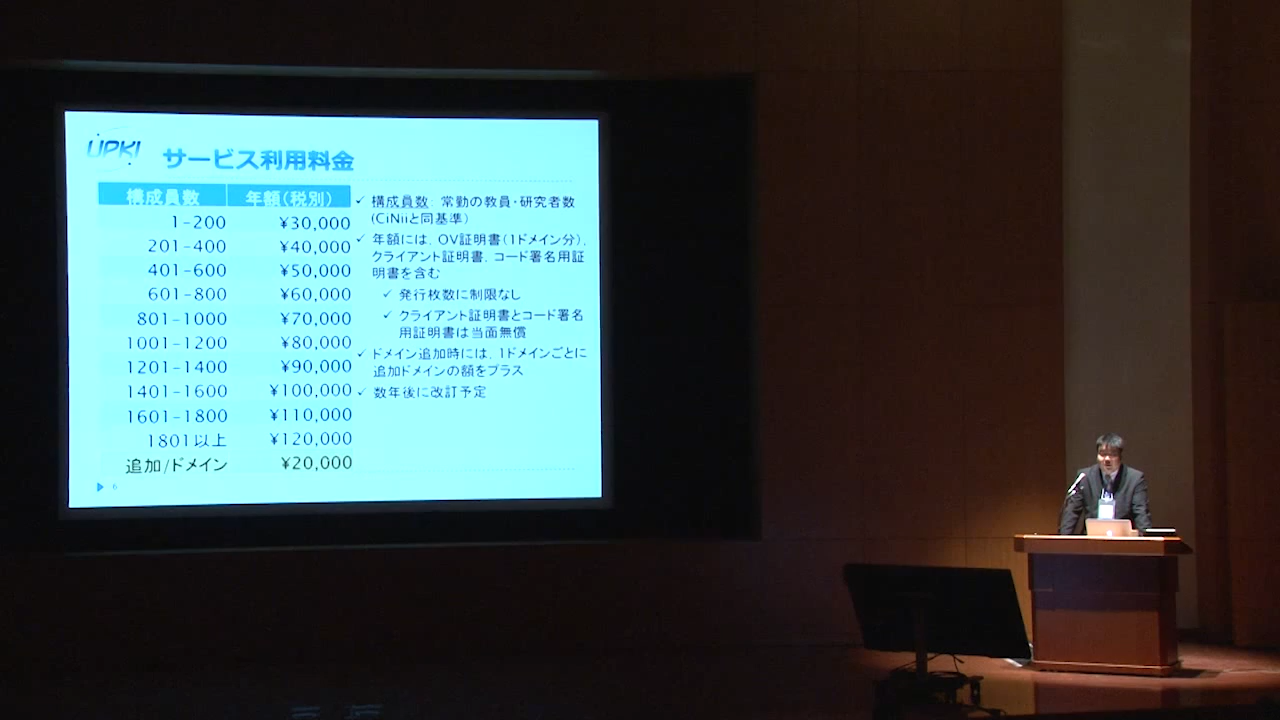 UPKI サービス利用料金
構成員数 年額(税別)
1-200 ¥30,000
201-400 ¥40,000
401-600 ¥50,000
601-800 ¥60,000
801-1000 ¥70,000
1001-1200 ¥80,000
1201-1400 ¥90,000
1401-1600 ¥100,000
1601-1800 ¥110,000
1801以上 ¥120,000
追加/ドメイン ¥20,000
✓ 構成員数: 常勤の教員・研究者数
(CiNiiと同基準)
✓ 年額には、OV証明書(1ドメイン分)、
クライアント証明書、コード署名用証
明書を含む
✓ 発行枚数に制限なし
✓ クライアント証明書とコード署名
用証明書は当面無償
✓ ドメイン追加時には、1ドメインごとに
追加ドメインの額をプラス
✓ 数年後に改訂予定
6